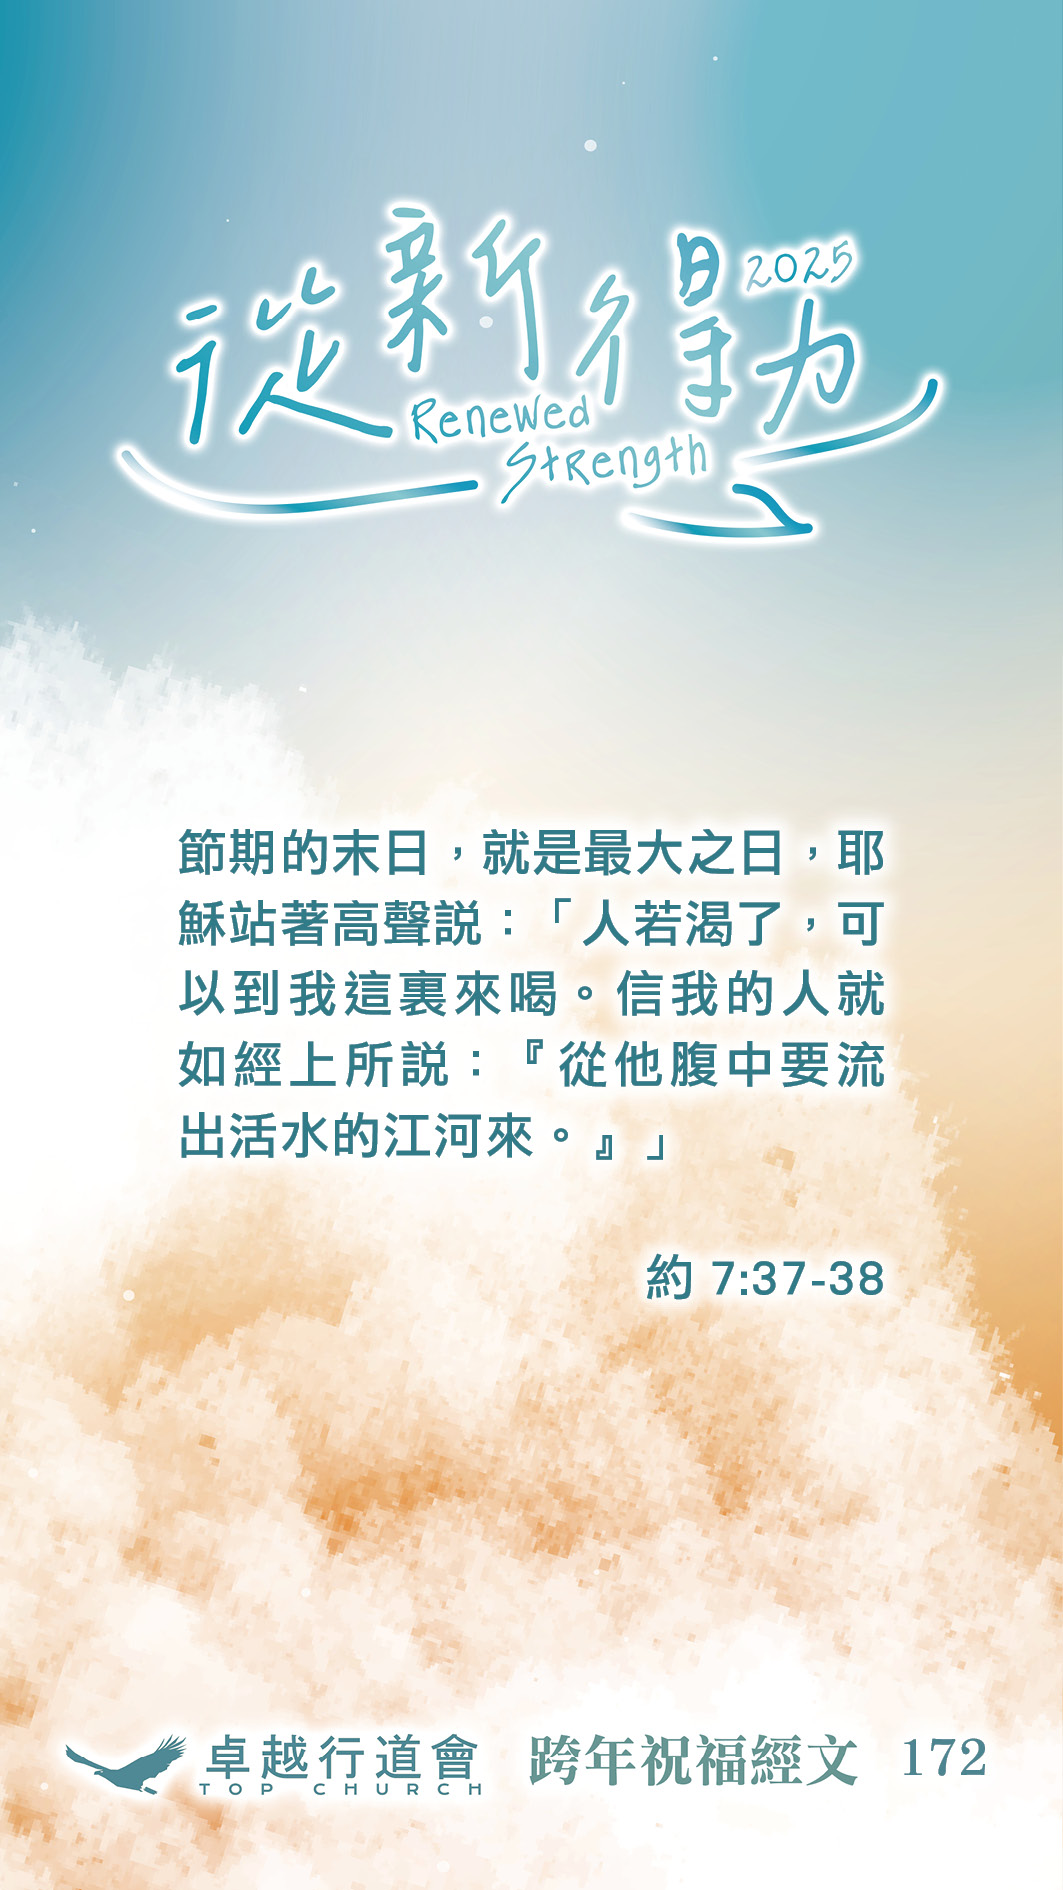 從新得力 2025
Renewed
Strength
節期的末日，就是最大之日，耶
穌站著高聲説：「人若渴了，可
以到我這裏來喝。信我的人就
如經上所説：『從他腹中要流
出活水的江河來。』」
約 7:37-38
卓越行道會 跨年祝福經文 172
TOP CHURCH